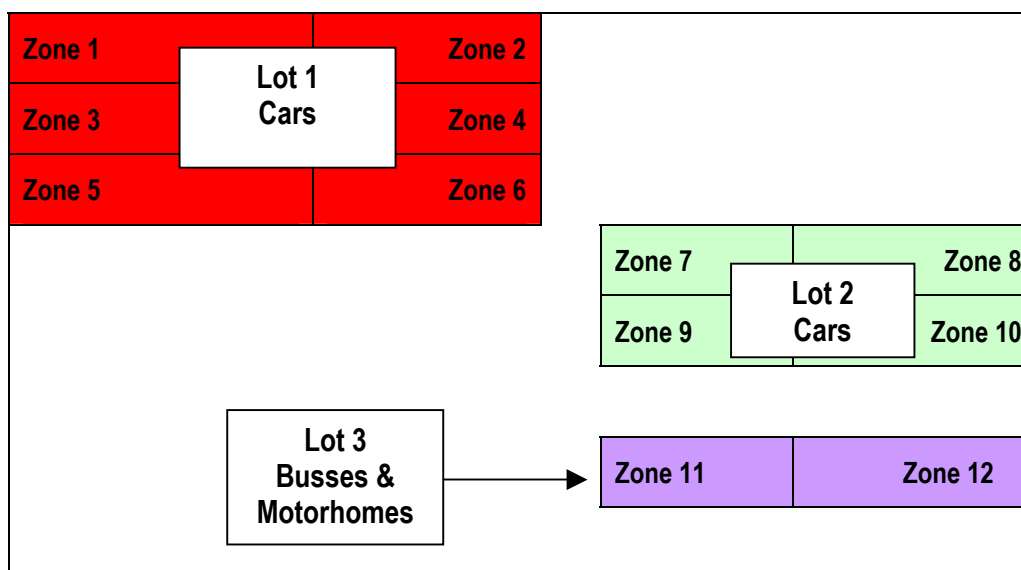 Zone 1
Zone 2
Lot 1
Cars
Zone 3
Zone 4
Zone 5
Zone 6
Zone 7
Zone 8
Lot 2
Cars
Zone 9
Zone 10
Lot 3
Busses &
Motorhomes
Zone 11
Zone 12